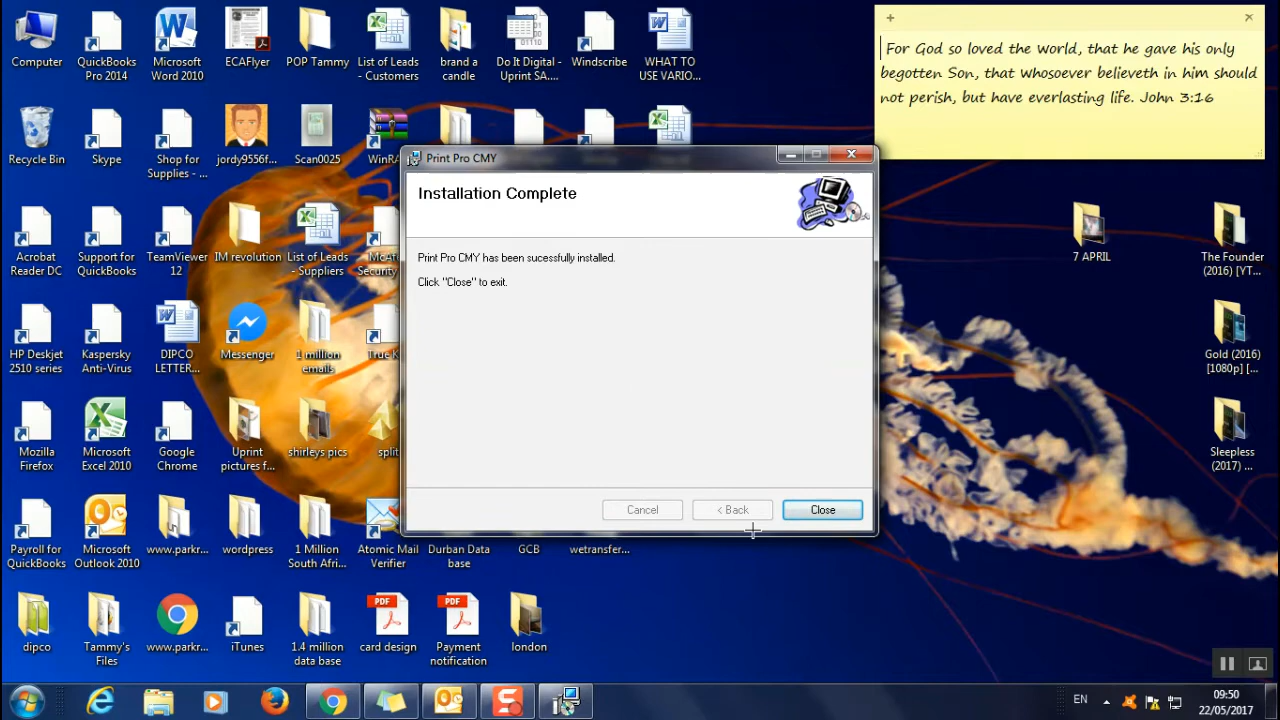 Computer
QuickBooks
Pro 2014
Microsoft
Word 2010
ECAFlyer
POP Tammy
List of Leads
- Customers
brand a
candle
Do It Digital -
Uprint SA....
Windscribe
WHAT TO
USE VARIO...
For God so loved the world, that he gave his only
begotten Son, that whosoever believeth in him should
not perish, but have everlasting life. John 3:16
Recycle Bin
Skype
Shop for
Supplies - ...
jordy9556f...
Scan0025
WinRA
Print Pro CMY
Installation Complete
Print Pro CMY has been sucessfully installed.
Click "Close" to exit.
Cancel
< Back
Close
Acrobat
Reader DC
Support for
QuickBooks
TeamViewer
12
IM revolution
List of Leads
- Suppliers
McAf
Security
7 APRIL
The Founder
(2016) [YT...
HP Deskjet
2510 series
Kaspersky
Anti-Virus
DIPCO
LETTER...
Messenger
1 million
emails
True K
Gold (2016)
[1080p] [...
Mozilla
Firefox
Microsoft
Excel 2010
Google
Chrome
Uprint
pictures f...
shirleys pics
split
Sleepless
(2017) ...
Payroll for
QuickBooks
Microsoft
Outlook 2010
www.parkr...
wordpress
1 Million
South Afri...
Atomic Mail
Verifier
Durban Data
base
GCB
wetransfer...
dipco
Tammy's
Files
www.parkr...
iTunes
1.4 million
data base
PDF
card design
PDF
Payment
notification
london
EN
09:50
22/05/2017